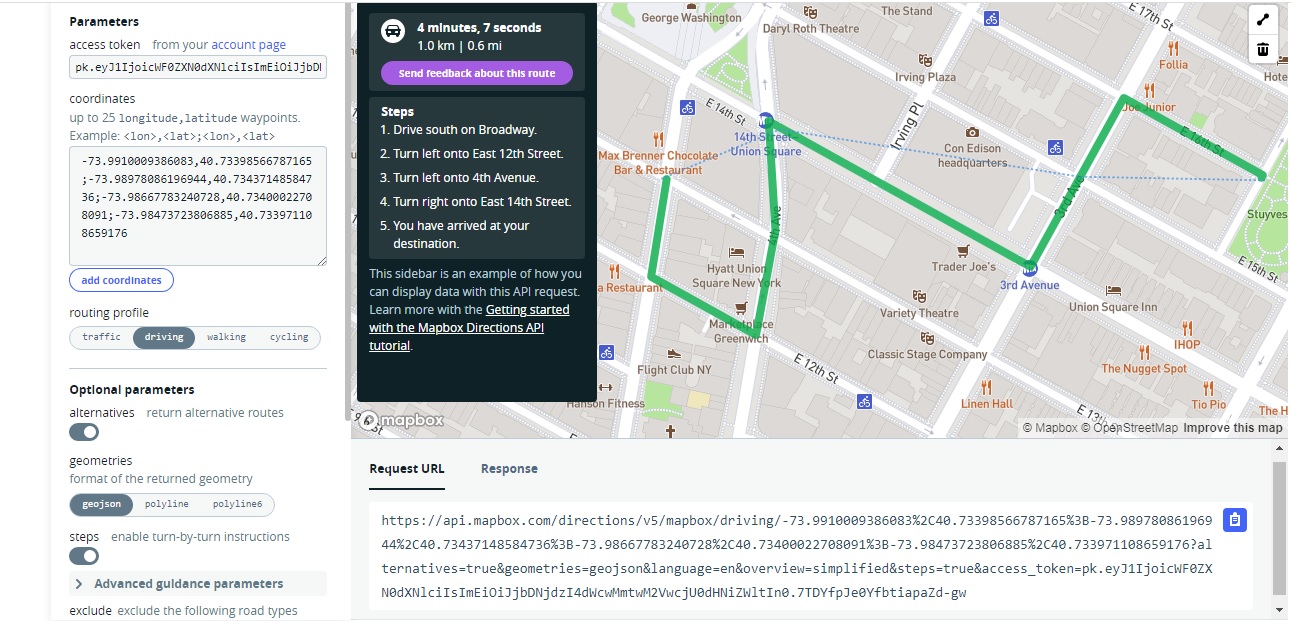 Parameters
access token from your account page
pk.eyJ1IjoicWF0ZXN0dXNlciIsImEiOiJjbDl
coordinates
up to 25 longitude,latitude waypoints.
Example: <lon>,<lat>;<lon>,<lat>
-73.9910009386083,40.73398566787165
;-73.98978086196944,40.734371485847
36;-73.98667783240728,40.7340002270
8091;-73.98473723806885,40.73397110
8659176
add coordinates
routing profile
traffic driving walking cycling
Optional parameters
alternatives return alternative routes
geometries
format of the returned geometry
geojson polyline polyline6
steps enable turn-by-turn instructions
Advanced guidance parameters
exclude exclude the following road types
4 minutes, 7 seconds
1.0 km | 0.6 mi
Send feedback about this route
Steps
1. Drive south on Broadway.
2. Turn left onto East 12th Street.
3. Turn left onto 4th Avenue.
4. Turn right onto East 14th Street.
5. You have arrived at your
destination.
This sidebar is an example of how you
can display data with this API request.
Learn more with the Getting started
with the Mapbox Directions API
tutorial.
George Washington
Daryl Roth Theatre
The Stand
E 17th St
Follia
Hote
Irving Plaza
Joe Junior
E 14th St
Irving Pl
E 16th St
14th Street
Union Square
Con Edison
headquarters
Max Brenner Chocolate
Bar & Restaurant
3rd Ave
Stuyves
4th Ave
Hyatt Union
Square New York
Trader Joe's
E 15th St
a Restaurant
3rd Avenue
Union Square Inn
Variety Theatre
Marketplace
Greenwich
Classic Stage Company
IHOP
E 12th St
Flight Club NY
The Nugget Spot
Hanson Fitness
Linen Hall
Tio Pio
The H
E 13th
mapbox
© Mapbox © OpenStreetMap Improve this map
Request URL Response
https://api.mapbox.com/directions/v5/mapbox/driving/-73.9910009386083%2C40.73398566787165%3B-73.989780861969
44%2C40.73437148584736%3B-73.98667783240728%2C40.73400022708091%3B-73.98473723806885%2C40.733971108659176?al
ternatives=true&geometries=geojson&language=en&overview=simplified&steps=true&access_token=pk.eyJ1IjoicWF0ZX
N0dXNlciIsImEiOiJjbDNjdzI4dWcwMmtwM2VwcjU0dHNiZWltIn0.7TDYfpJe0YfbtiapaZd-gw